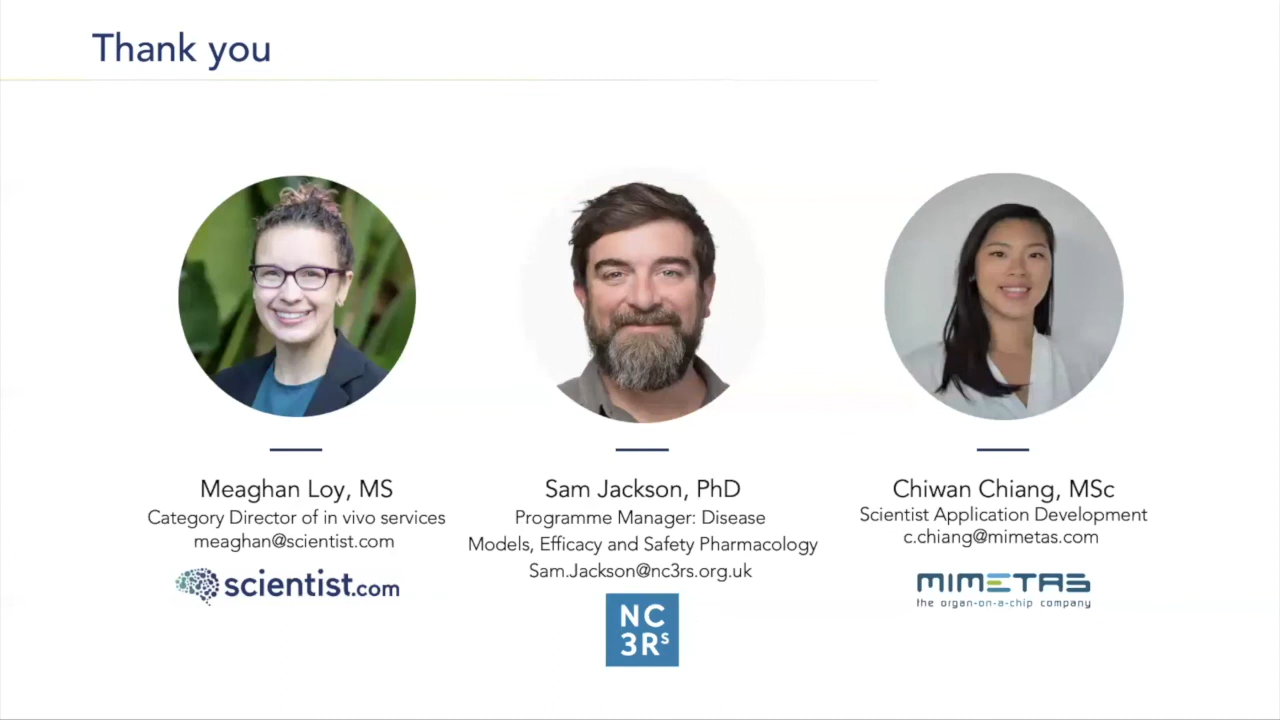 Thank you
Meaghan Loy, MS
Category Director of in vivo services
meaghan@scientist.com
scientist.com
Sam Jackson, PhD
Programme Manager: Disease
Models, Efficacy and Safety Pharmacology
Sam.Jackson@nc3rs.org.uk
NC
3Rs
Chiwan Chiang, MSc
Scientist Application Development
c.chiang@mimetas.com
MIMETAS
the organ-on-a-chip company